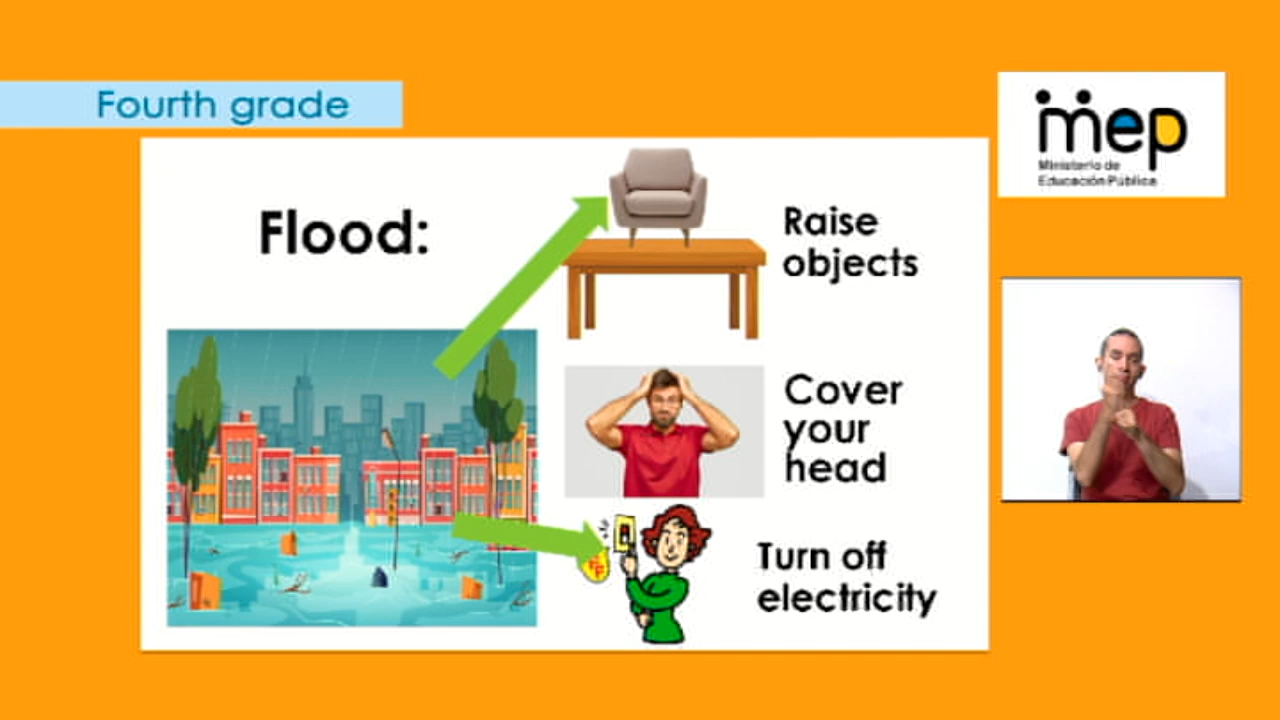 Fourth grade
mep
Ministerio de
Educación Pública
Flood:
Raise
objects
Cover
your
head
Turn off
electricity